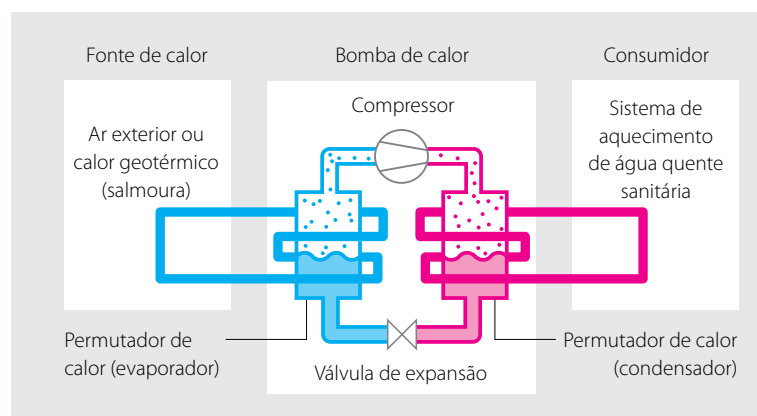 Fonte de calor
Bomba de calor
Consumidor
Ar exterior ou
calor geotérmico
(salmoura)
Compressor
Sistema de
aquecimento
de água quente
sanitária
Permutador de
calor (evaporador)
Válvula de expansão
Permutador de calor
(condensador)